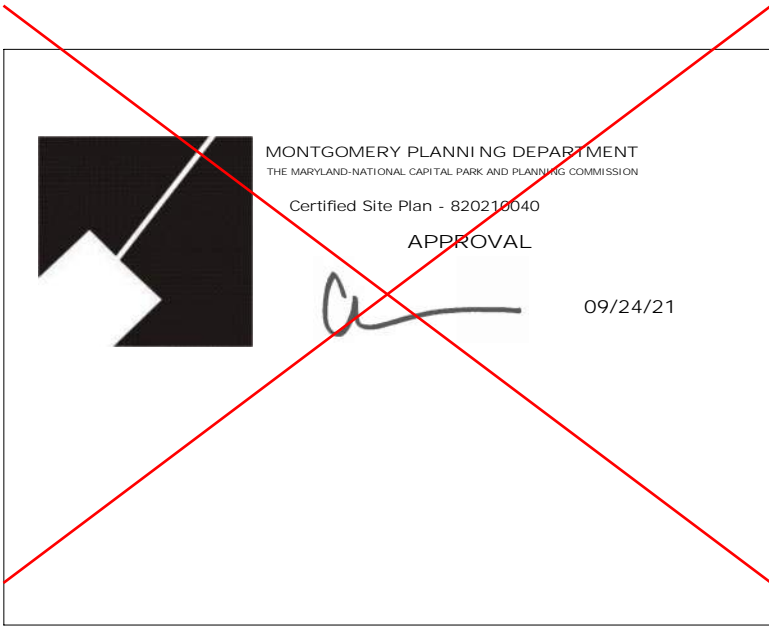 MONTGOMERY PLANNING DEPARTMENT
THE MARYLAND-NATIONAL CAPITAL PARK AND PLANNING COMMISSION
Certified Site Plan - 820210040
APPROVAL
09/24/21